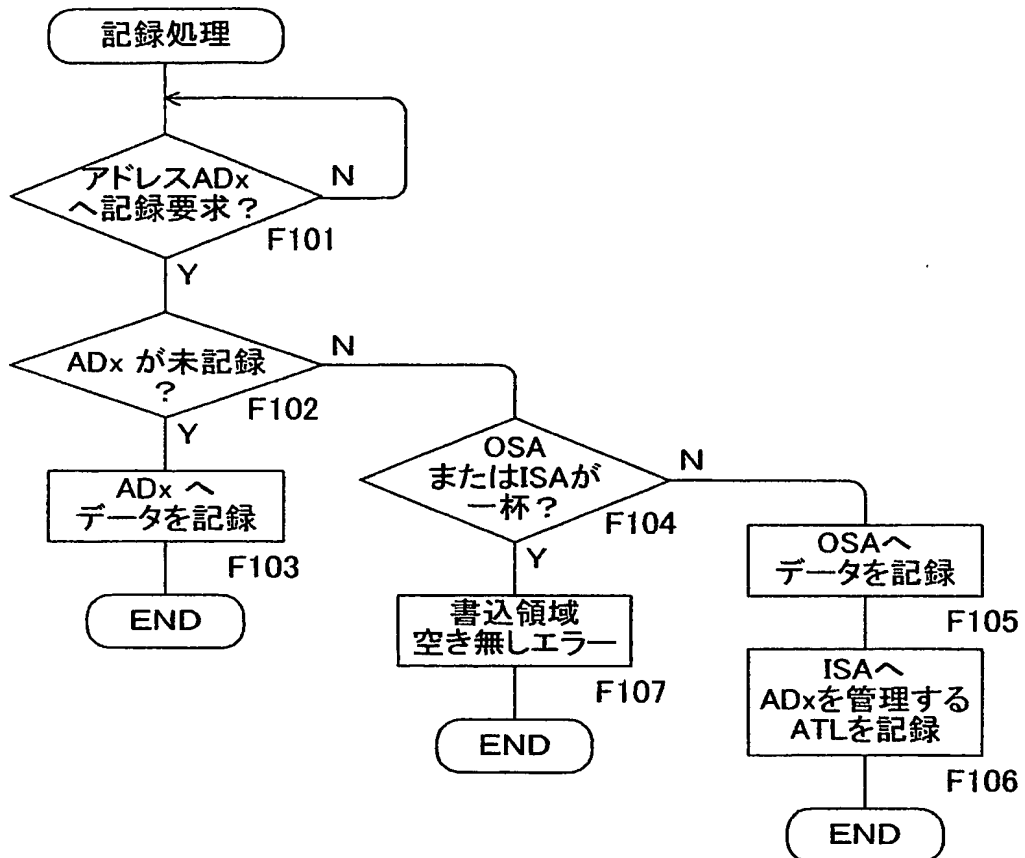 記録処理
アドレスADx
へ記録要求？
N
F101
Y
ADx が未記録
？
N
F102
Y
ADx へ
データを記録
F103
END
OSA
またはISAが
一杯？
N
F104
Y
書込領域
空き無しエラー
F107
END
OSAへ
データを記録
F105
ISAへ
ADxを管理する
ATLを記録
F106
END